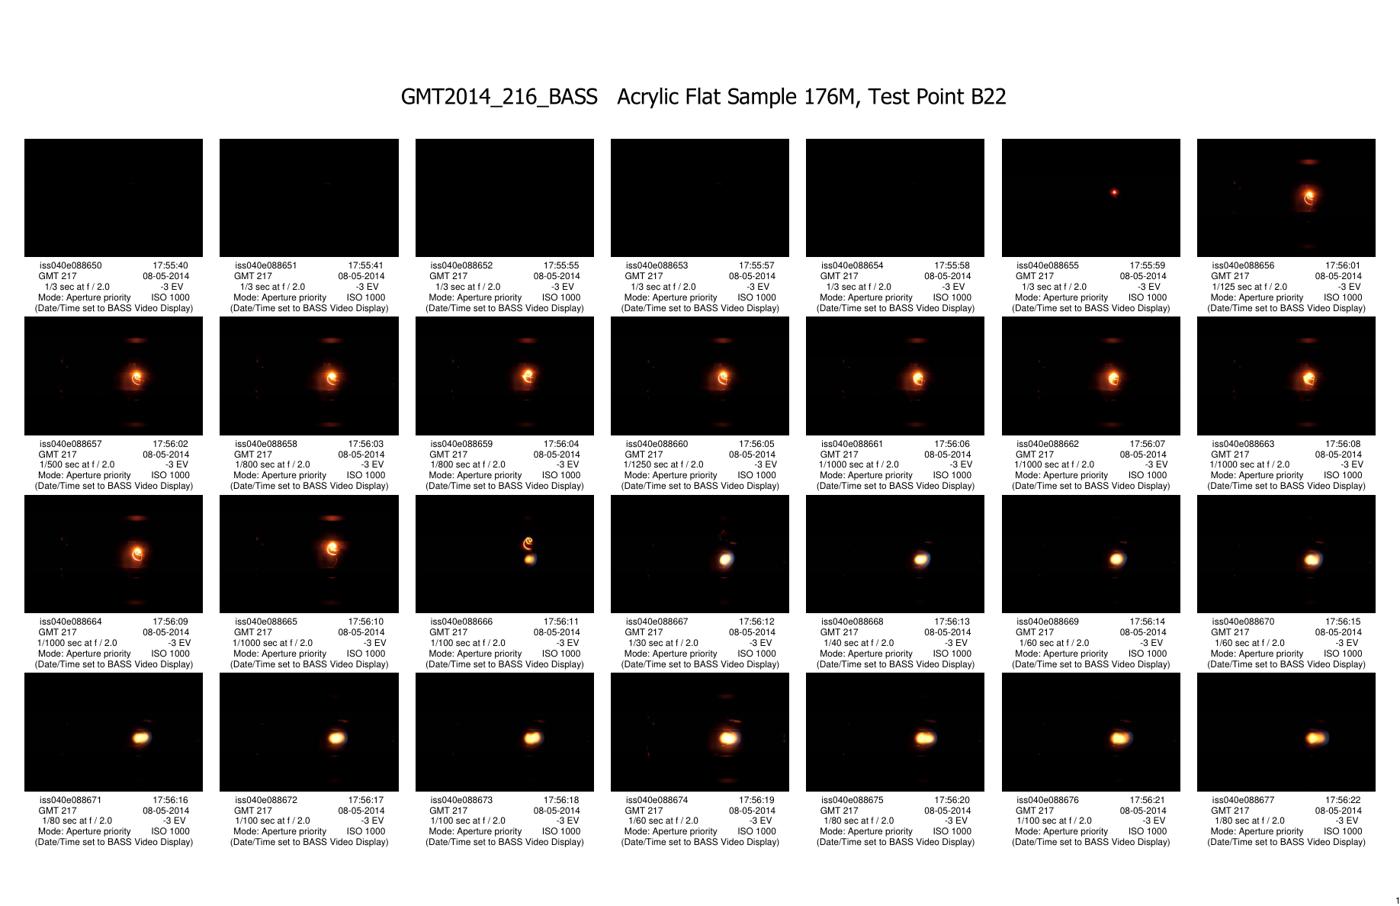 GMT2014_216_BASS   Acrylic Flat Sample 176M, Test Point B22
iss040e088650 17:55:40
GMT 217 08-05-2014
1/3 sec at f / 2.0 -3 EV
Mode: Aperture priority ISO 1000
(Date/Time set to BASS Video Display)
iss040e088651 17:55:41
GMT 217 08-05-2014
1/3 sec at f / 2.0 -3 EV
Mode: Aperture priority ISO 1000
(Date/Time set to BASS Video Display)
iss040e088652 17:55:55
GMT 217 08-05-2014
1/3 sec at f / 2.0 -3 EV
Mode: Aperture priority ISO 1000
(Date/Time set to BASS Video Display)
iss040e088653 17:55:57
GMT 217 08-05-2014
1/3 sec at f / 2.0 -3 EV
Mode: Aperture priority ISO 1000
(Date/Time set to BASS Video Display)
iss040e088654 17:55:58
GMT 217 08-05-2014
1/3 sec at f / 2.0 -3 EV
Mode: Aperture priority ISO 1000
(Date/Time set to BASS Video Display)
iss040e088655 17:55:59
GMT 217 08-05-2014
1/3 sec at f / 2.0 -3 EV
Mode: Aperture priority ISO 1000
(Date/Time set to BASS Video Display)
iss040e088656 17:56:01
GMT 217 08-05-2014
1/125 sec at f / 2.0 -3 EV
Mode: Aperture priority ISO 1000
(Date/Time set to BASS Video Display)
iss040e088657 17:56:02
GMT 217 08-05-2014
1/500 sec at f / 2.0 -3 EV
Mode: Aperture priority ISO 1000
(Date/Time set to BASS Video Display)
iss040e088658 17:56:03
GMT 217 08-05-2014
1/800 sec at f / 2.0 -3 EV
Mode: Aperture priority ISO 1000
(Date/Time set to BASS Video Display)
iss040e088659 17:56:04
GMT 217 08-05-2014
1/800 sec at f / 2.0 -3 EV
Mode: Aperture priority ISO 1000
(Date/Time set to BASS Video Display)
iss040e088660 17:56:05
GMT 217 08-05-2014
1/1250 sec at f / 2.0 -3 EV
Mode: Aperture priority ISO 1000
(Date/Time set to BASS Video Display)
iss040e088661 17:56:06
GMT 217 08-05-2014
1/1000 sec at f / 2.0 -3 EV
Mode: Aperture priority ISO 1000
(Date/Time set to BASS Video Display)
iss040e088662 17:56:07
GMT 217 08-05-2014
1/1000 sec at f / 2.0 -3 EV
Mode: Aperture priority ISO 1000
(Date/Time set to BASS Video Display)
iss040e088663 17:56:08
GMT 217 08-05-2014
1/1000 sec at f / 2.0 -3 EV
Mode: Aperture priority ISO 1000
(Date/Time set to BASS Video Display)
iss040e088664 17:56:09
GMT 217 08-05-2014
1/1000 sec at f / 2.0 -3 EV
Mode: Aperture priority ISO 1000
(Date/Time set to BASS Video Display)
iss040e088665 17:56:10
GMT 217 08-05-2014
1/1000 sec at f / 2.0 -3 EV
Mode: Aperture priority ISO 1000
(Date/Time set to BASS Video Display)
iss040e088666 17:56:11
GMT 217 08-05-2014
1/100 sec at f / 2.0 -3 EV
Mode: Aperture priority ISO 1000
(Date/Time set to BASS Video Display)
iss040e088667 17:56:12
GMT 217 08-05-2014
1/30 sec at f / 2.0 -3 EV
Mode: Aperture priority ISO 1000
(Date/Time set to BASS Video Display)
iss040e088668 17:56:13
GMT 217 08-05-2014
1/40 sec at f / 2.0 -3 EV
Mode: Aperture priority ISO 1000
(Date/Time set to BASS Video Display)
iss040e088669 17:56:14
GMT 217 08-05-2014
1/60 sec at f / 2.0 -3 EV
Mode: Aperture priority ISO 1000
(Date/Time set to BASS Video Display)
iss040e088670 17:56:15
GMT 217 08-05-2014
1/60 sec at f / 2.0 -3 EV
Mode: Aperture priority ISO 1000
(Date/Time set to BASS Video Display)
iss040e088671 17:56:16
GMT 217 08-05-2014
1/80 sec at f / 2.0 -3 EV
Mode: Aperture priority ISO 1000
(Date/Time set to BASS Video Display)
iss040e088672 17:56:17
GMT 217 08-05-2014
1/100 sec at f / 2.0 -3 EV
Mode: Aperture priority ISO 1000
(Date/Time set to BASS Video Display)
iss040e088673 17:56:18
GMT 217 08-05-2014
1/100 sec at f / 2.0 -3 EV
Mode: Aperture priority ISO 1000
(Date/Time set to BASS Video Display)
iss040e088674 17:56:19
GMT 217 08-05-2014
1/60 sec at f / 2.0 -3 EV
Mode: Aperture priority ISO 1000
(Date/Time set to BASS Video Display)
iss040e088675 17:56:20
GMT 217 08-05-2014
1/80 sec at f / 2.0 -3 EV
Mode: Aperture priority ISO 1000
(Date/Time set to BASS Video Display)
iss040e088676 17:56:21
GMT 217 08-05-2014
1/100 sec at f / 2.0 -3 EV
Mode: Aperture priority ISO 1000
(Date/Time set to BASS Video Display)
iss040e088677 17:56:22
GMT 217 08-05-2014
1/80 sec at f / 2.0 -3 EV
Mode: Aperture priority ISO 1000
(Date/Time set to BASS Video Display)